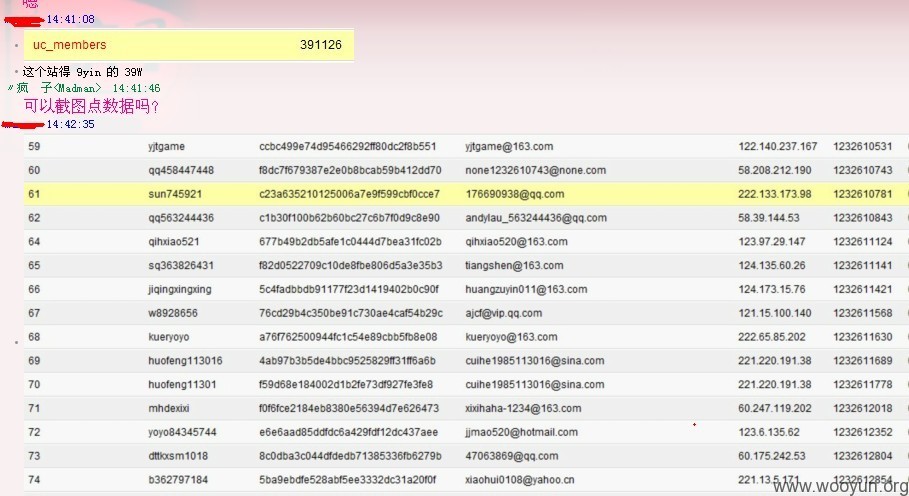 嗯
14:41:08
uc_members 391126
这个站得 9yin 的 39W
〃疯 子<Madman> 14:41:46
可以截图点数据吗?
14:42:35
59 yjtgame ccbc499e74d95466292ff80dc2f8b551 yjtgame@163.com 122.140.237.167 1232610531
60 qq458447448 f8dc7f679387e2e0b8bcab59b412dd70 none1232610743@none.com 58.208.212.190 1232610743
61 sun745921 c23a635210125006a7e9f599cbf0cce7 176690938@qq.com 222.133.173.98 1232610781
62 qq563244436 c1b30f100b62b60bc27c6b7f0d9c8e90 andylau_563244436@qq.com 58.39.144.53 1232610843
64 qihxiao521 677b49b2db5afe1c0444d7bea31fc02b qihxiao520@163.com 123.97.29.147 1232611124
65 sq363826431 f82d0522709c10de8fbe806d5a3e35b3 tiangshen@163.com 124.135.60.26 1232611141
66 jiqingxingxing 5c4fadbbdb91177f23d1419402b0c90f huangzuyin011@163.com 124.173.15.76 1232611421
67 w8928656 76cd29b4c350be91c730ae4caf54b29c ajcf@vip.qq.com 121.15.100.140 1232611568
68 kueryoyo a76f762500944fc1c54e89cbb5fb8e08 kueryoyo@163.com 222.65.85.202 1232611630
69 huofeng113016 4ab97b3b5de4bbc9525829ff31ff6a6b cuihe1985113016@sina.com 221.220.191.38 1232611689
70 huofeng11301 f59d68e184002d1b2fe73df927fe3fe8 cuihe1985113016@sina.com 221.220.191.38 1232611778
71 mhdexixi f0f6fce2184eb8380e56394d7e626473 xixihaha-1234@163.com 60.247.119.202 1232612018
72 yoyo84345744 e6e6aad85ddfdc6a429fdf12dc437aee jjmao520@hotmail.com 123.6.135.62 1232612352
73 dttkxsm1018 8c0dba3c044dfdedb71385336fb6279b 47063869@qq.com 60.175.242.53 1232612804
74 b362797184 5ba9ebdfe528abf5ee3332dc31a20f0f xiaohui0108@yahoo.cn 221.13.5.171 1232612854
www.wooyun.org